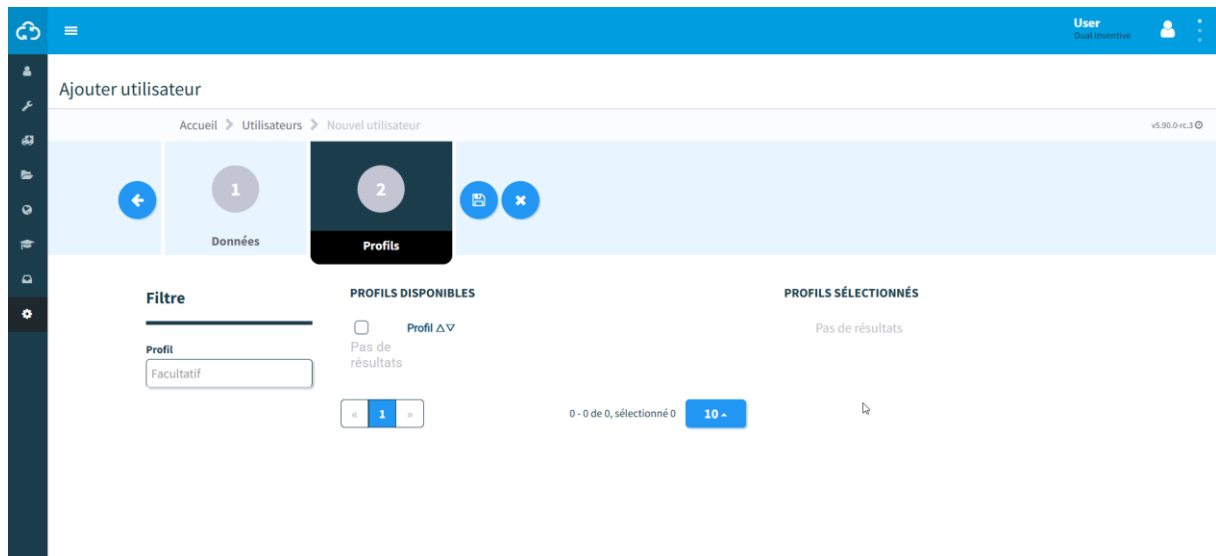 User
Dual Inventive
Ajouter utilisateur
Accueil > Utilisateurs > Nouvel utilisateur
v5.90.0-rc.3
1
Données
2
Profils
Filtre
Profil
Facultatif
PROFILS DISPONIBLES
Profil △▽
Pas de
résultats
« 1 »
0 - 0 de 0, sélectionné 0
10
PROFILS SÉLECTIONNÉS
Pas de résultats